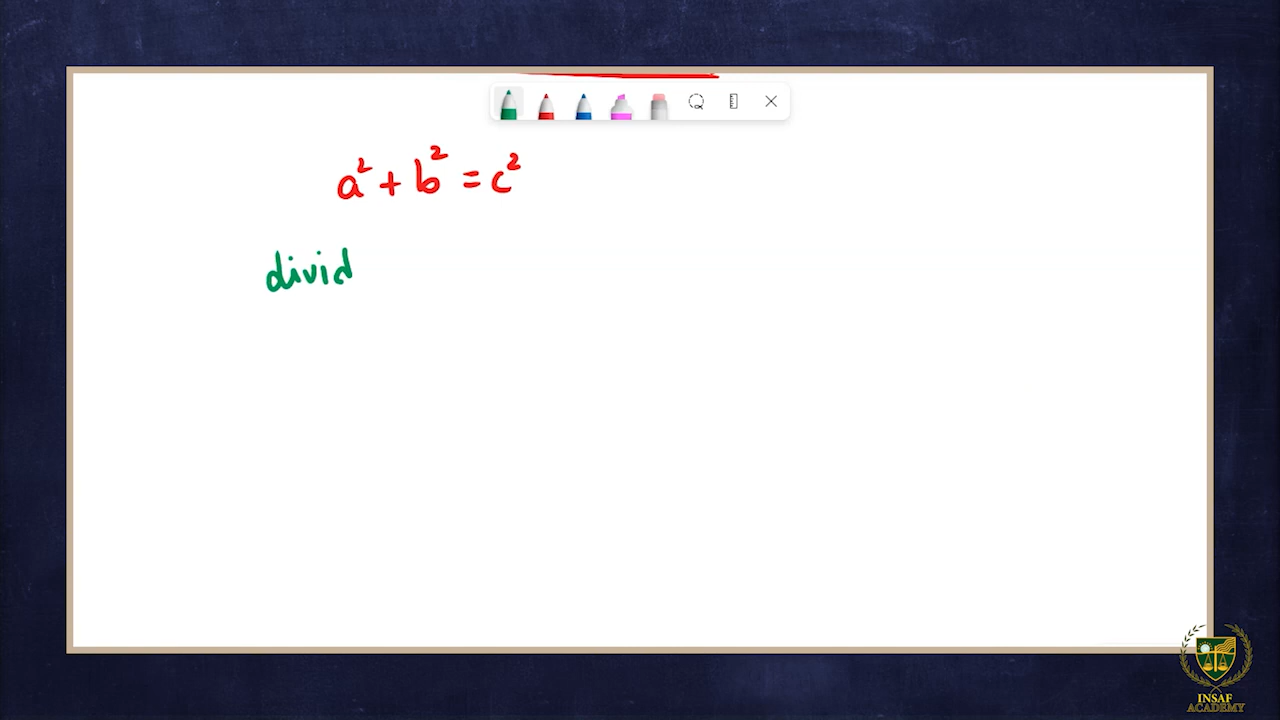 a² + b² = c²
divid
INSAF
ACADEMY